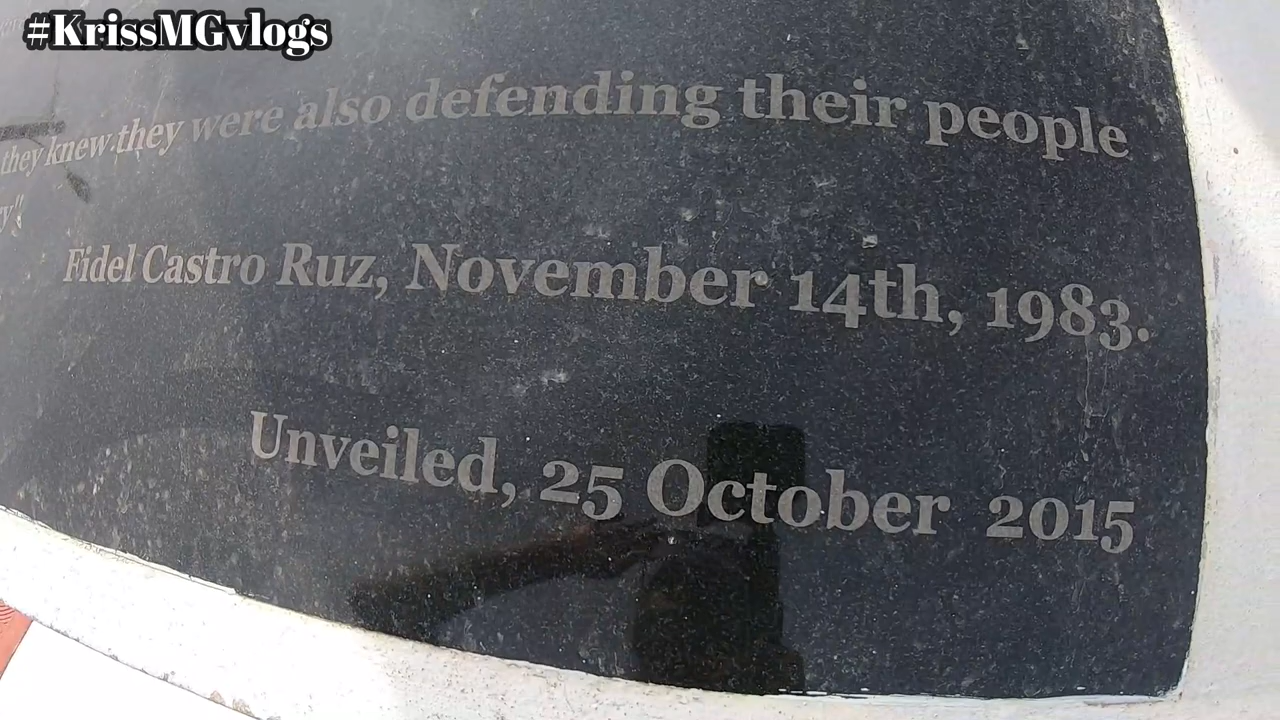 #KrissMGvlogs
they knew they were also defending their people
y"
Fidel Castro Ruz, November 14th, 1983.
Unveiled, 25 October 2015